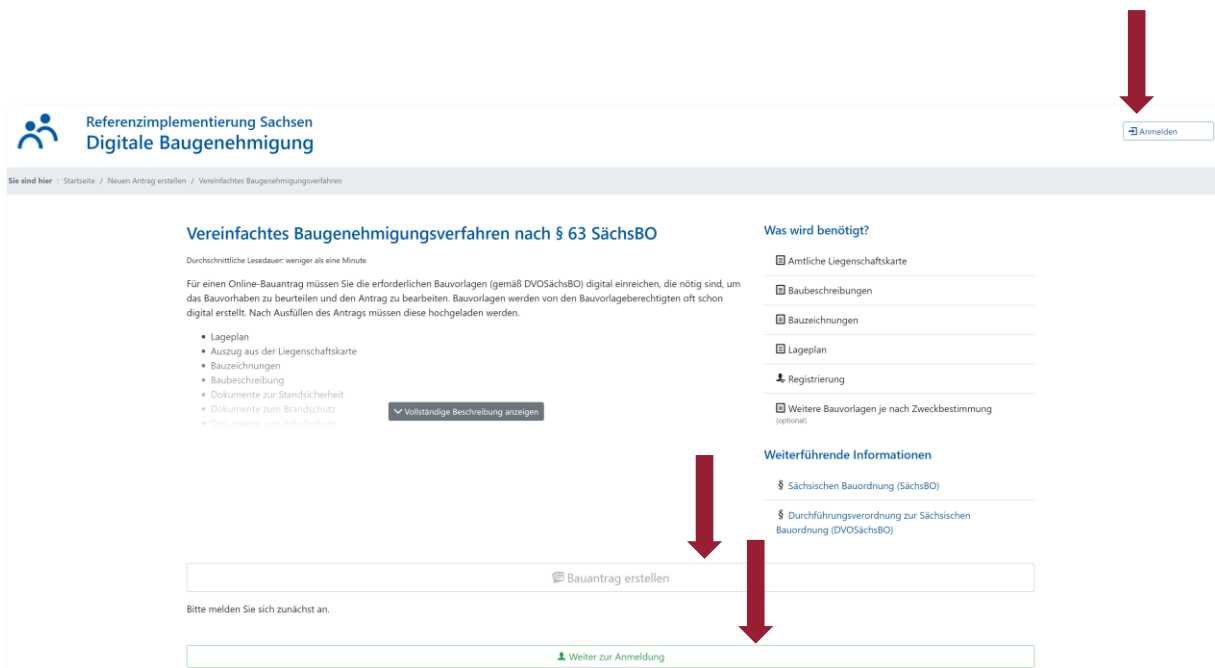 Referenzimplementierung Sachsen
Digitale Baugenehmigung
Anmelden
Sie sind hier : Startseite / Neuen Antrag erstellen / Vereinfachtes Baugenehmigungsverfahren
Vereinfachtes Baugenehmigungsverfahren nach § 63 SächsBO
Durchschnittliche Lesedauer: weniger als eine Minute
Für einen Online-Bauantrag müssen Sie die erforderlichen Bauvorlagen (gemäß DVOSächsBO) digital einreichen, die nötig sind, um
das Bauvorhaben zu beurteilen und den Antrag zu bearbeiten. Bauvorlagen werden von den Bauvorlageberechtigten oft schon
digital erstellt. Nach Ausfüllen des Antrags müssen diese hochgeladen werden.
• Lageplan
• Auszug aus der Liegenschaftskarte
• Bauzeichnungen
• Baubeschreibung
• Dokumente zur Standsicherheit
• Dokumente zum Brandschutz
• Dokumente zum Schallschutz
Vollständige Beschreibung anzeigen
Was wird benötigt?
Amtliche Liegenschaftskarte
Baubeschreibungen
Bauzeichnungen
Lageplan
Registrierung
Weitere Bauvorlagen je nach Zweckbestimmung
(optional)
Weiterführende Informationen
§ Sächsischen Bauordnung (SächsBO)
§ Durchführungsverordnung zur Sächsischen
Bauordnung (DVOSächsBO)
Bauantrag erstellen
Bitte melden Sie sich zunächst an.
Weiter zur Anmeldung